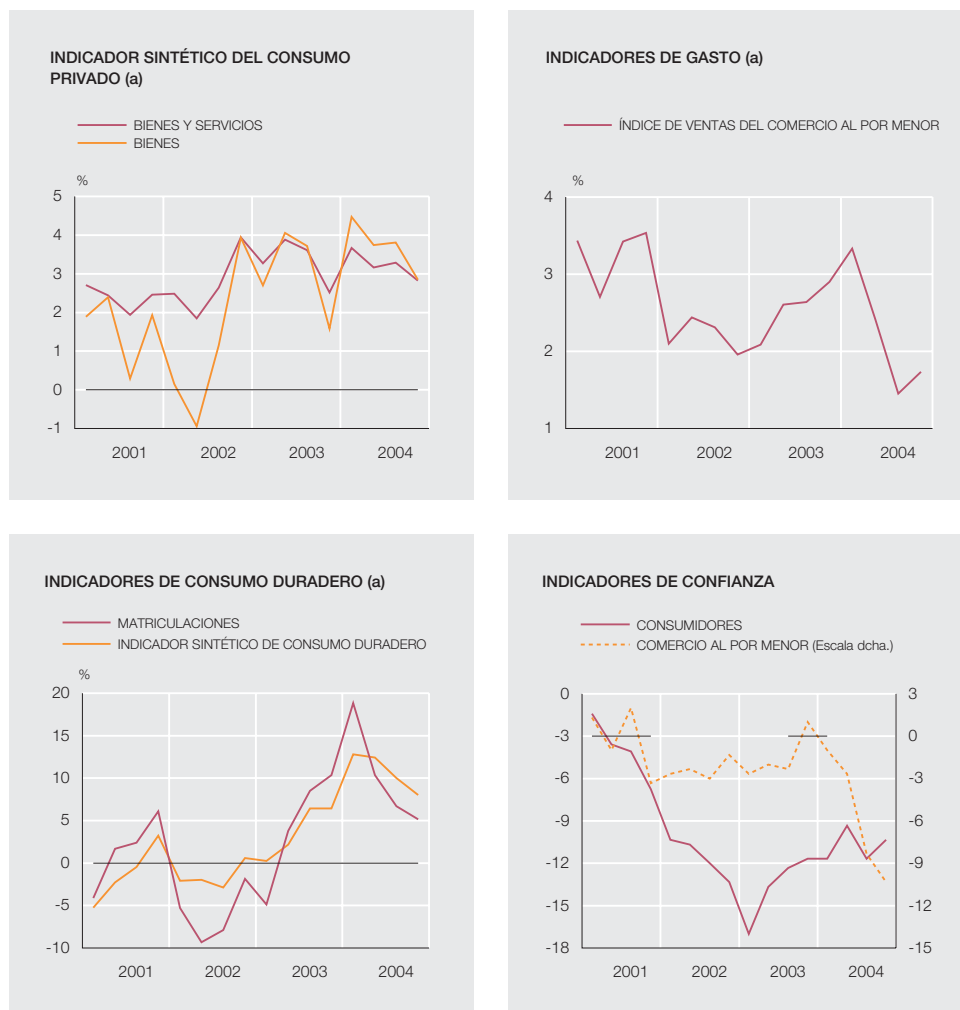 INDICADOR SINTÉTICO DEL CONSUMO
PRIVADO (a)
BIENES Y SERVICIOS
BIENES
%
5
4
3
2
1
0
-1
2001 2002 2003 2004
INDICADORES DE GASTO (a)
ÍNDICE DE VENTAS DEL COMERCIO AL POR MENOR
%
4
3
2
1
2001 2002 2003 2004
INDICADORES DE CONSUMO DURADERO (a)
MATRICULACIONES
INDICADOR SINTÉTICO DE CONSUMO DURADERO
%
20
15
10
5
0
-5
-10
2001 2002 2003 2004
INDICADORES DE CONFIANZA
CONSUMIDORES
COMERCIO AL POR MENOR (Escala dcha.)
0 3
-3 0
-6 -3
-9 -6
-12 -9
-15 -12
-18 -15
2001 2002 2003 2004